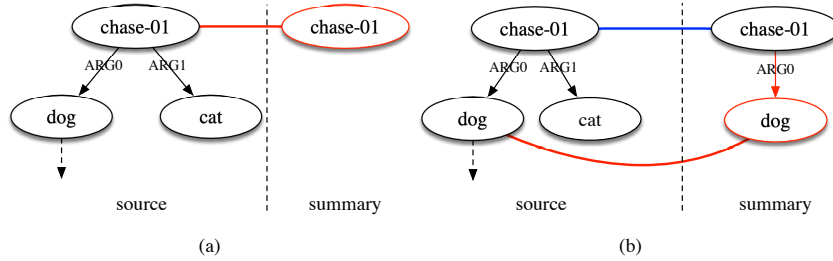 chase-01 chase-01
ARG0 ARG1
dog cat
source summary
(a)
chase-01 chase-01
ARG0 ARG1 ARG0
dog cat dog
source summary
(b)